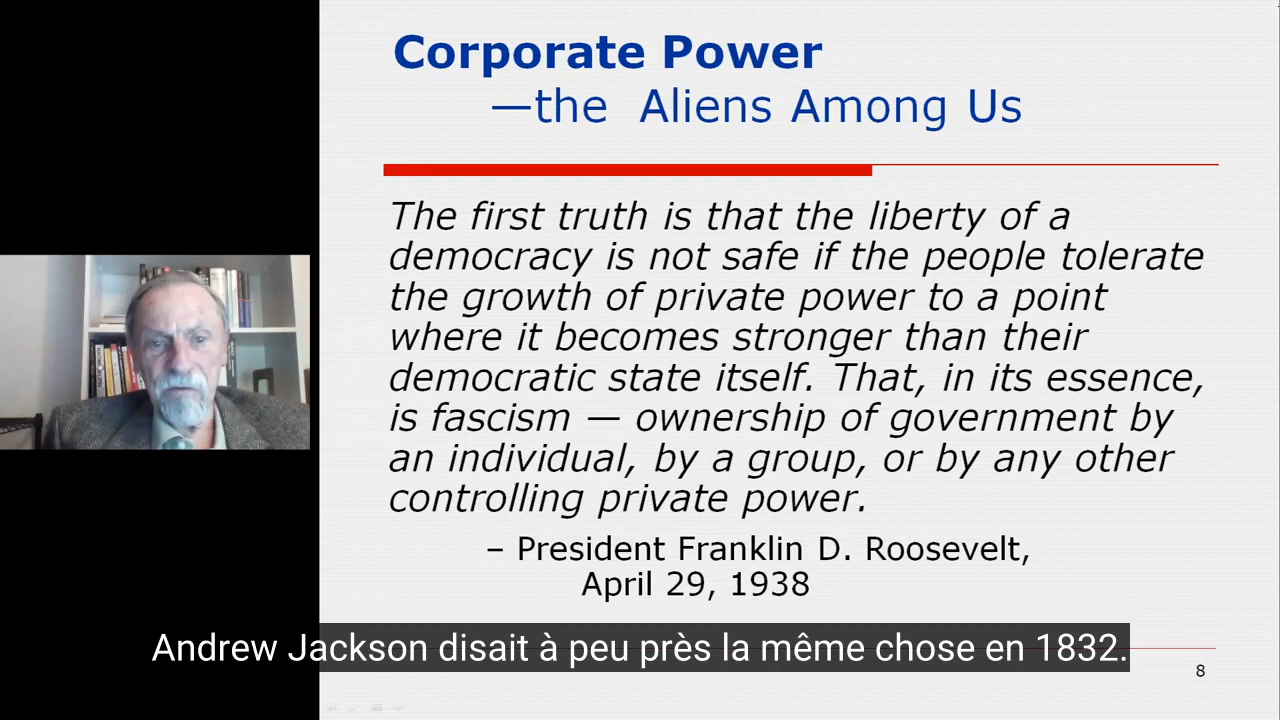 Corporate Power
—the Aliens Among Us
The first truth is that the liberty of a
democracy is not safe if the people tolerate
the growth of private power to a point
where it becomes stronger than their
democratic state itself. That, in its essence,
is fascism — ownership of government by
an individual, by a group, or by any other
controlling private power.
– President Franklin D. Roosevelt,
April 29, 1938
Andrew Jackson disait à peu près la même chose en 1832.
8